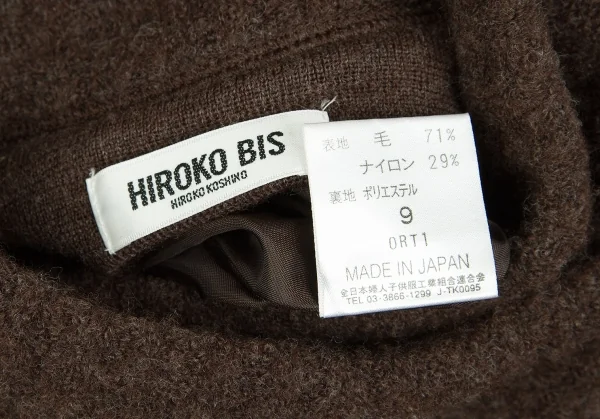 HIROKO BIS
HIROKO KOSHINO
表地 毛 71%
ナイロン 29%
裏地 ポリエステル
9
ORT1
MADE IN JAPAN
全日本婦人子供服工業組合連合会
TEL 03-3866-1299 J-TK0095